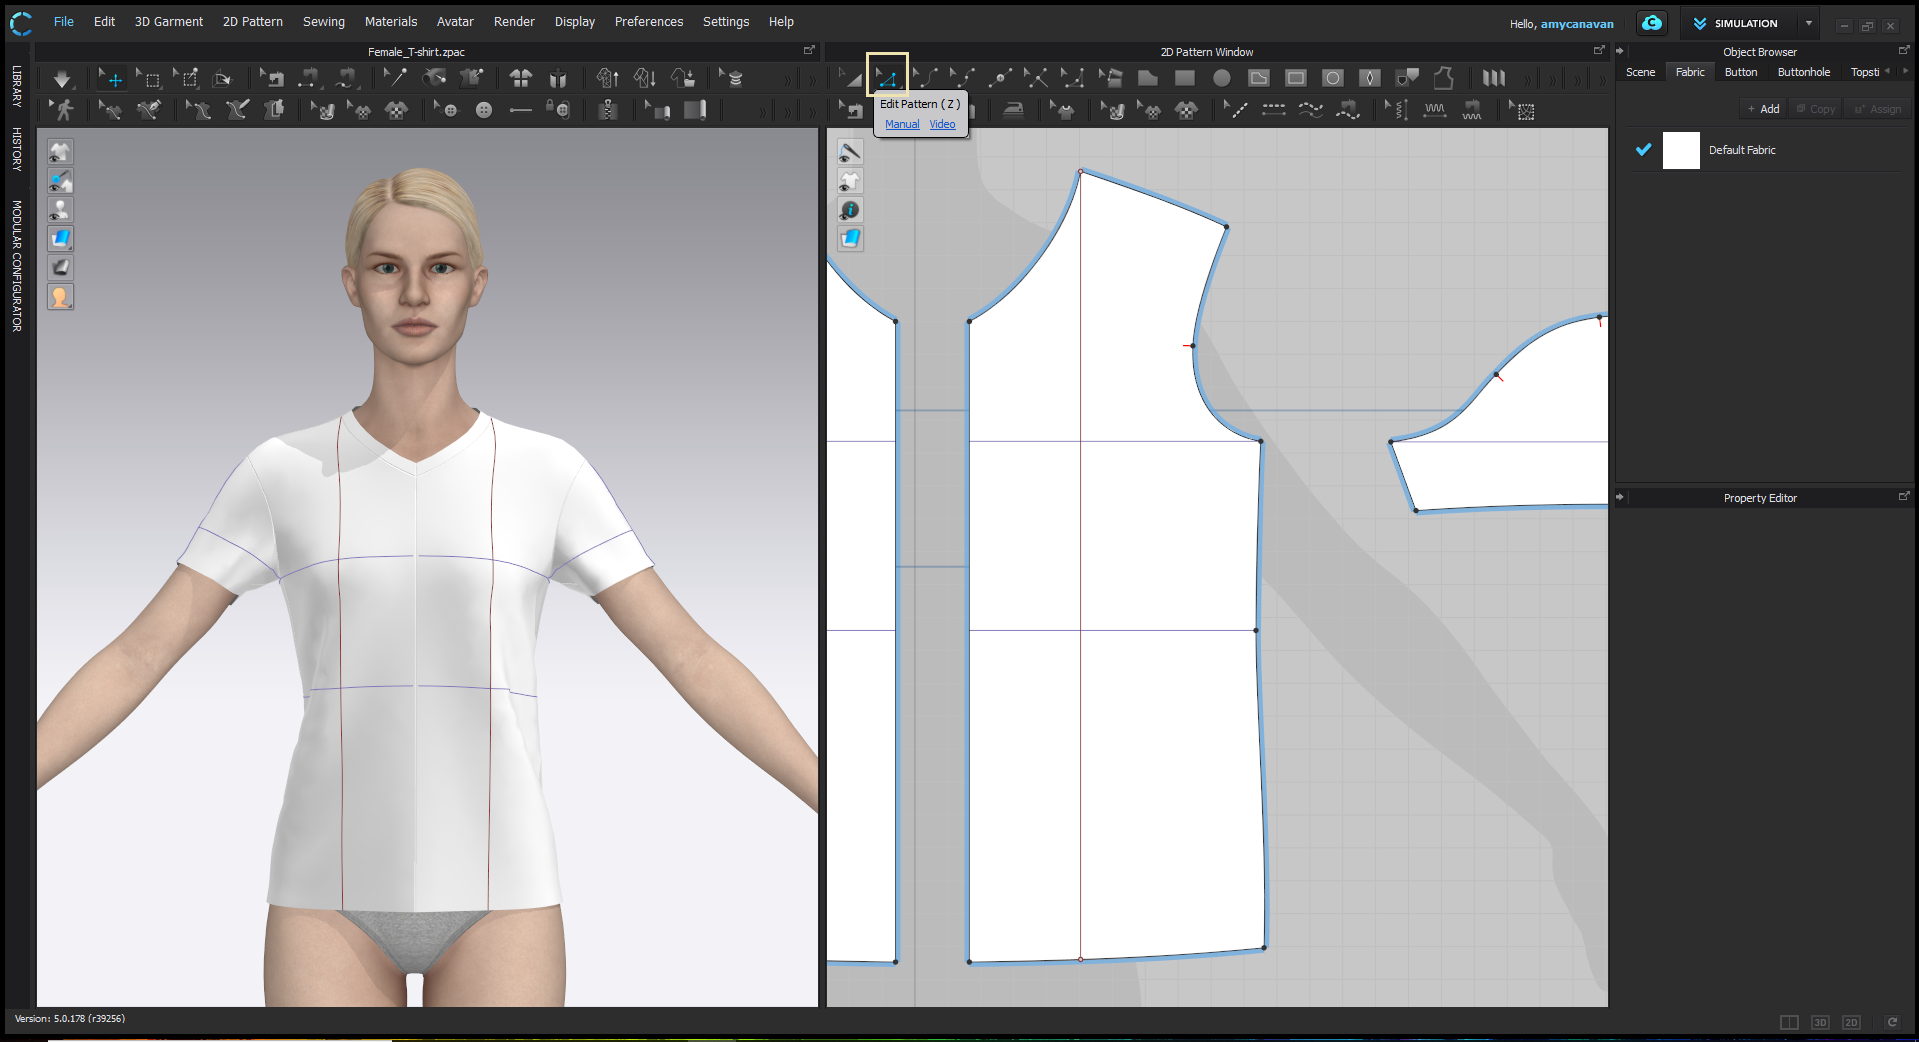 File Edit 3D Garment 2D Pattern Sewing Materials Avatar Render Display Preferences Settings Help
Hello, amycanavan
SIMULATION
Female_T-shirt.zpac
2D Pattern Window
Object Browser
Scene Fabric Button Buttonhole Topsti
Edit Pattern ( Z )
Manual Video
+ Add Copy Assign
Default Fabric
LIBRARY
HISTORY
MODULAR CONFIGURATOR
Property Editor
Version: 5.0.178 (r39256)
3D 2D